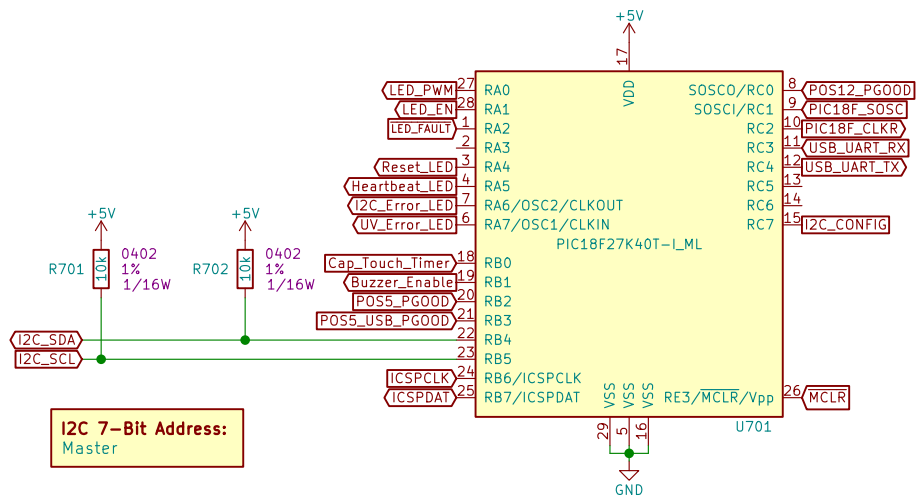 +5V
17
VDD
LED_PWM 27 RA0 SOSCO/RC0 8 POS12_PGOOD
LED_EN 28 RA1 SOSCI/RC1 9 PIC18F_SOSC
LED_FAULT 1 RA2 RC2 10 PIC18F_CLKR
2 RA3 RC3 11 USB_UART_RX
Reset_LED 3 RA4 RC4 12 USB_UART_TX
Heartbeat_LED 4 RA5 RC5 13
I2C_Error_LED 7 RA6/OSC2/CLKOUT RC6 14
UV_Error_LED 6 RA7/OSC1/CLKIN RC7 15 I2C_CONFIG
PIC18F27K40T-I_ML
+5V
R701
10k
0402
1%
1/16W
+5V
R702
10k
0402
1%
1/16W
Cap_Touch_Timer 18 RB0
Buzzer_Enable 19 RB1
POS5_PGOOD 20 RB2
POS5_USB_PGOOD 21 RB3
I2C_SDA 22 RB4
I2C_SCL 23 RB5
ICSPCLK 24 RB6/ICSPCLK
ICSPDAT 25 RB7/ICSPDAT
VSS VSS VSS
RE3/MCLR/Vpp 26 MCLR
29 5 16
U701
GND
I2C 7-Bit Address:
Master